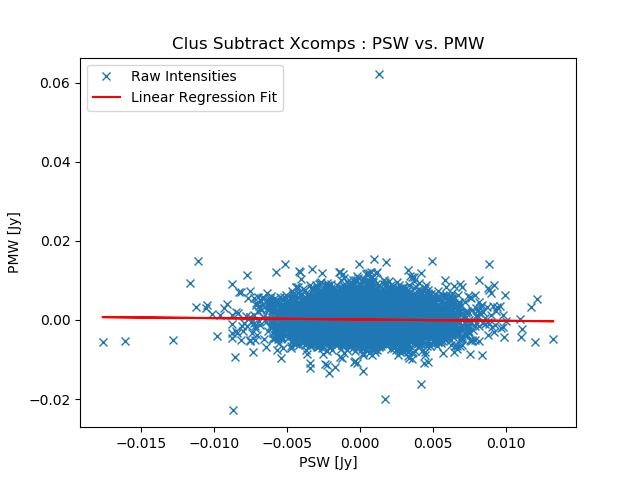 Clus Subtract Xcomps : PSW vs. PMW
Raw Intensities
Linear Regression Fit
PMW [Jy]
0.06
0.04
0.02
0.00
−0.02
−0.015 −0.010 −0.005 0.000 0.005 0.010
PSW [Jy]